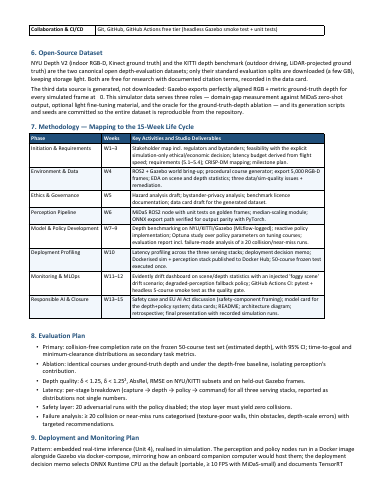 Collaboration & CI/CD Git, GitHub, GitHub Actions free tier (headless Gazebo smoke test + unit tests)
6. Open-Source Dataset
NYU Depth V2 (indoor RGB-D, Kinect ground truth) and the KITTI depth benchmark (outdoor driving, LiDAR-projected ground
truth) are the two canonical open depth-evaluation datasets; only their standard evaluation splits are downloaded (a few GB),
keeping storage light. Both are free for research with documented citation terms, recorded in the data card.
The third data source is generated, not downloaded: Gazebo exports perfectly aligned RGB + metric ground-truth depth for
every simulated frame at 0. This simulator data serves three roles — domain-gap measurement against MiDaS zero-shot
output, optional light fine-tuning material, and the oracle for the ground-truth-depth ablation — and its generation scripts
and seeds are committed so the entire dataset is reproducible from the repository.
7. Methodology — Mapping to the 15-Week Life Cycle
Phase Weeks Key Activities and Studio Deliverables
Initiation & Requirements W1–3 Stakeholder map incl. regulators and bystanders; feasibility with the explicit
simulation-only ethical/economic decision; latency budget derived from flight
speed; requirements (5.1–5.4); CRISP-DM mapping; milestone plan.
Environment & Data W4 ROS2 + Gazebo world bring-up; procedural course generator; export 5,000 RGB-D
frames; EDA on scene and depth statistics; three data/sim-quality issues +
remediation.
Ethics & Governance W5 Hazard analysis draft; bystander-privacy analysis; benchmark licence
documentation; data card draft for the generated dataset.
Perception Pipeline W6 MiDaS ROS2 node with unit tests on golden frames; median-scaling module;
ONNX export path verified for output parity with PyTorch.
Model & Policy Development W7–9 Depth benchmarking on NYU/KITTI/Gazebo (MLflow-logged); reactive policy
implementation; Optuna study over policy parameters on tuning courses;
evaluation report incl. failure-mode analysis of ≥ 20 collision/near-miss runs.
Deployment Profiling W10 Latency profiling across the three serving stacks; deployment decision memo;
Dockerised sim + perception stack published to Docker Hub; 50-course frozen test
executed once.
Monitoring & MLOps W11–12 Evidently drift dashboard on scene/depth statistics with an injected 'foggy scene'
drift scenario; degraded-perception fallback policy; GitHub Actions CI: pytest +
headless 5-course smoke test as the quality gate.
Responsible AI & Closure W13–15 Safety case and EU AI Act discussion (safety-component framing); model card for
the depth+policy system; data cards; README; architecture diagram;
retrospective; final presentation with recorded simulation runs.
8. Evaluation Plan
• Primary: collision-free completion rate on the frozen 50-course test set (estimated depth), with 95% CI; time-to-goal and
minimum-clearance distributions as secondary task metrics.
• Ablation: identical courses under ground-truth depth and under the depth-free baseline, isolating perception's
contribution.
• Depth quality: δ < 1.25, δ < 1.25², AbsRel, RMSE on NYU/KITTI subsets and on held-out Gazebo frames.
• Latency: per-stage breakdown (capture → depth → policy → command) for all three serving stacks, reported as
distributions not single numbers.
• Safety layer: 20 adversarial runs with the policy disabled; the stop layer must yield zero collisions.
• Failure analysis: ≥ 20 collision or near-miss runs categorised (texture-poor walls, thin obstacles, depth-scale errors) with
targeted recommendations.
9. Deployment and Monitoring Plan
Pattern: embedded real-time inference (Unit 4), realised in simulation. The perception and policy nodes run in a Docker image
alongside Gazebo via docker-compose, mirroring how an onboard companion computer would host them; the deployment
decision memo selects ONNX Runtime CPU as the default (portable, ≥ 10 FPS with MiDaS-small) and documents TensorRT